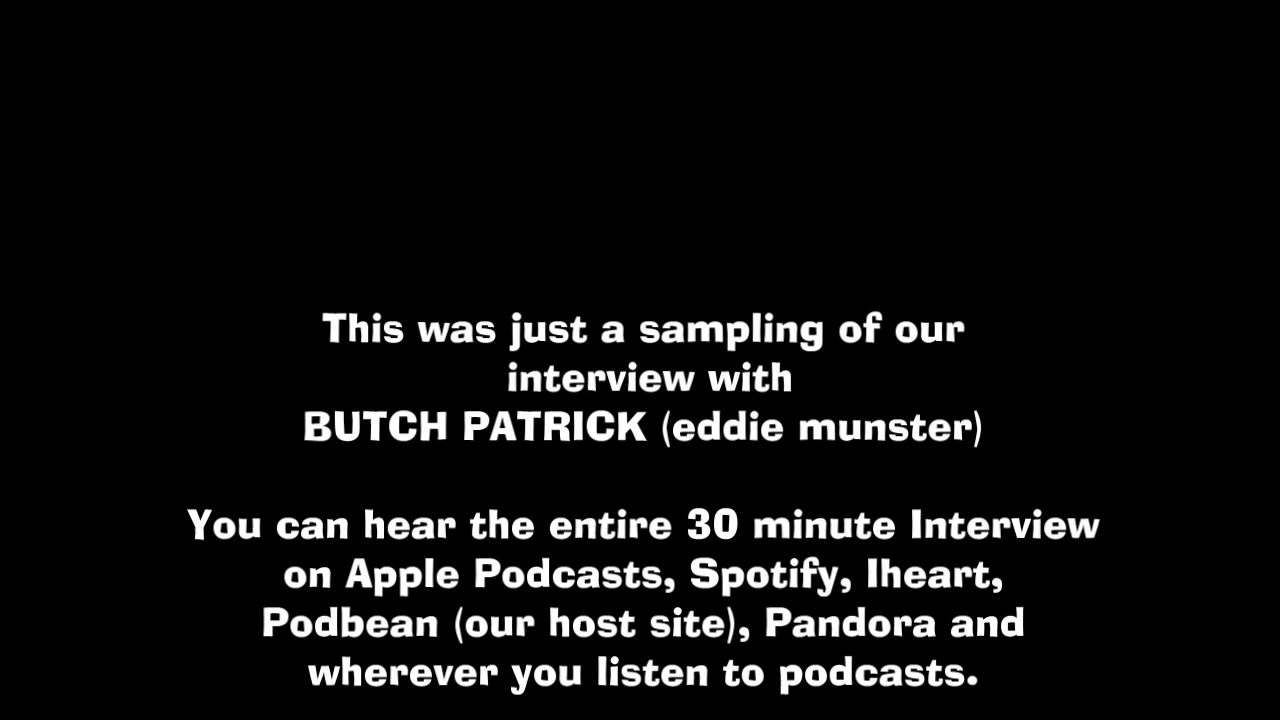 This was just a sampling of our
interview with
BUTCH PATRICK (eddie munster)
You can hear the entire 30 minute Interview
on Apple Podcasts, Spotify, Iheart,
Podbean (our host site), Pandora and
wherever you listen to podcasts.